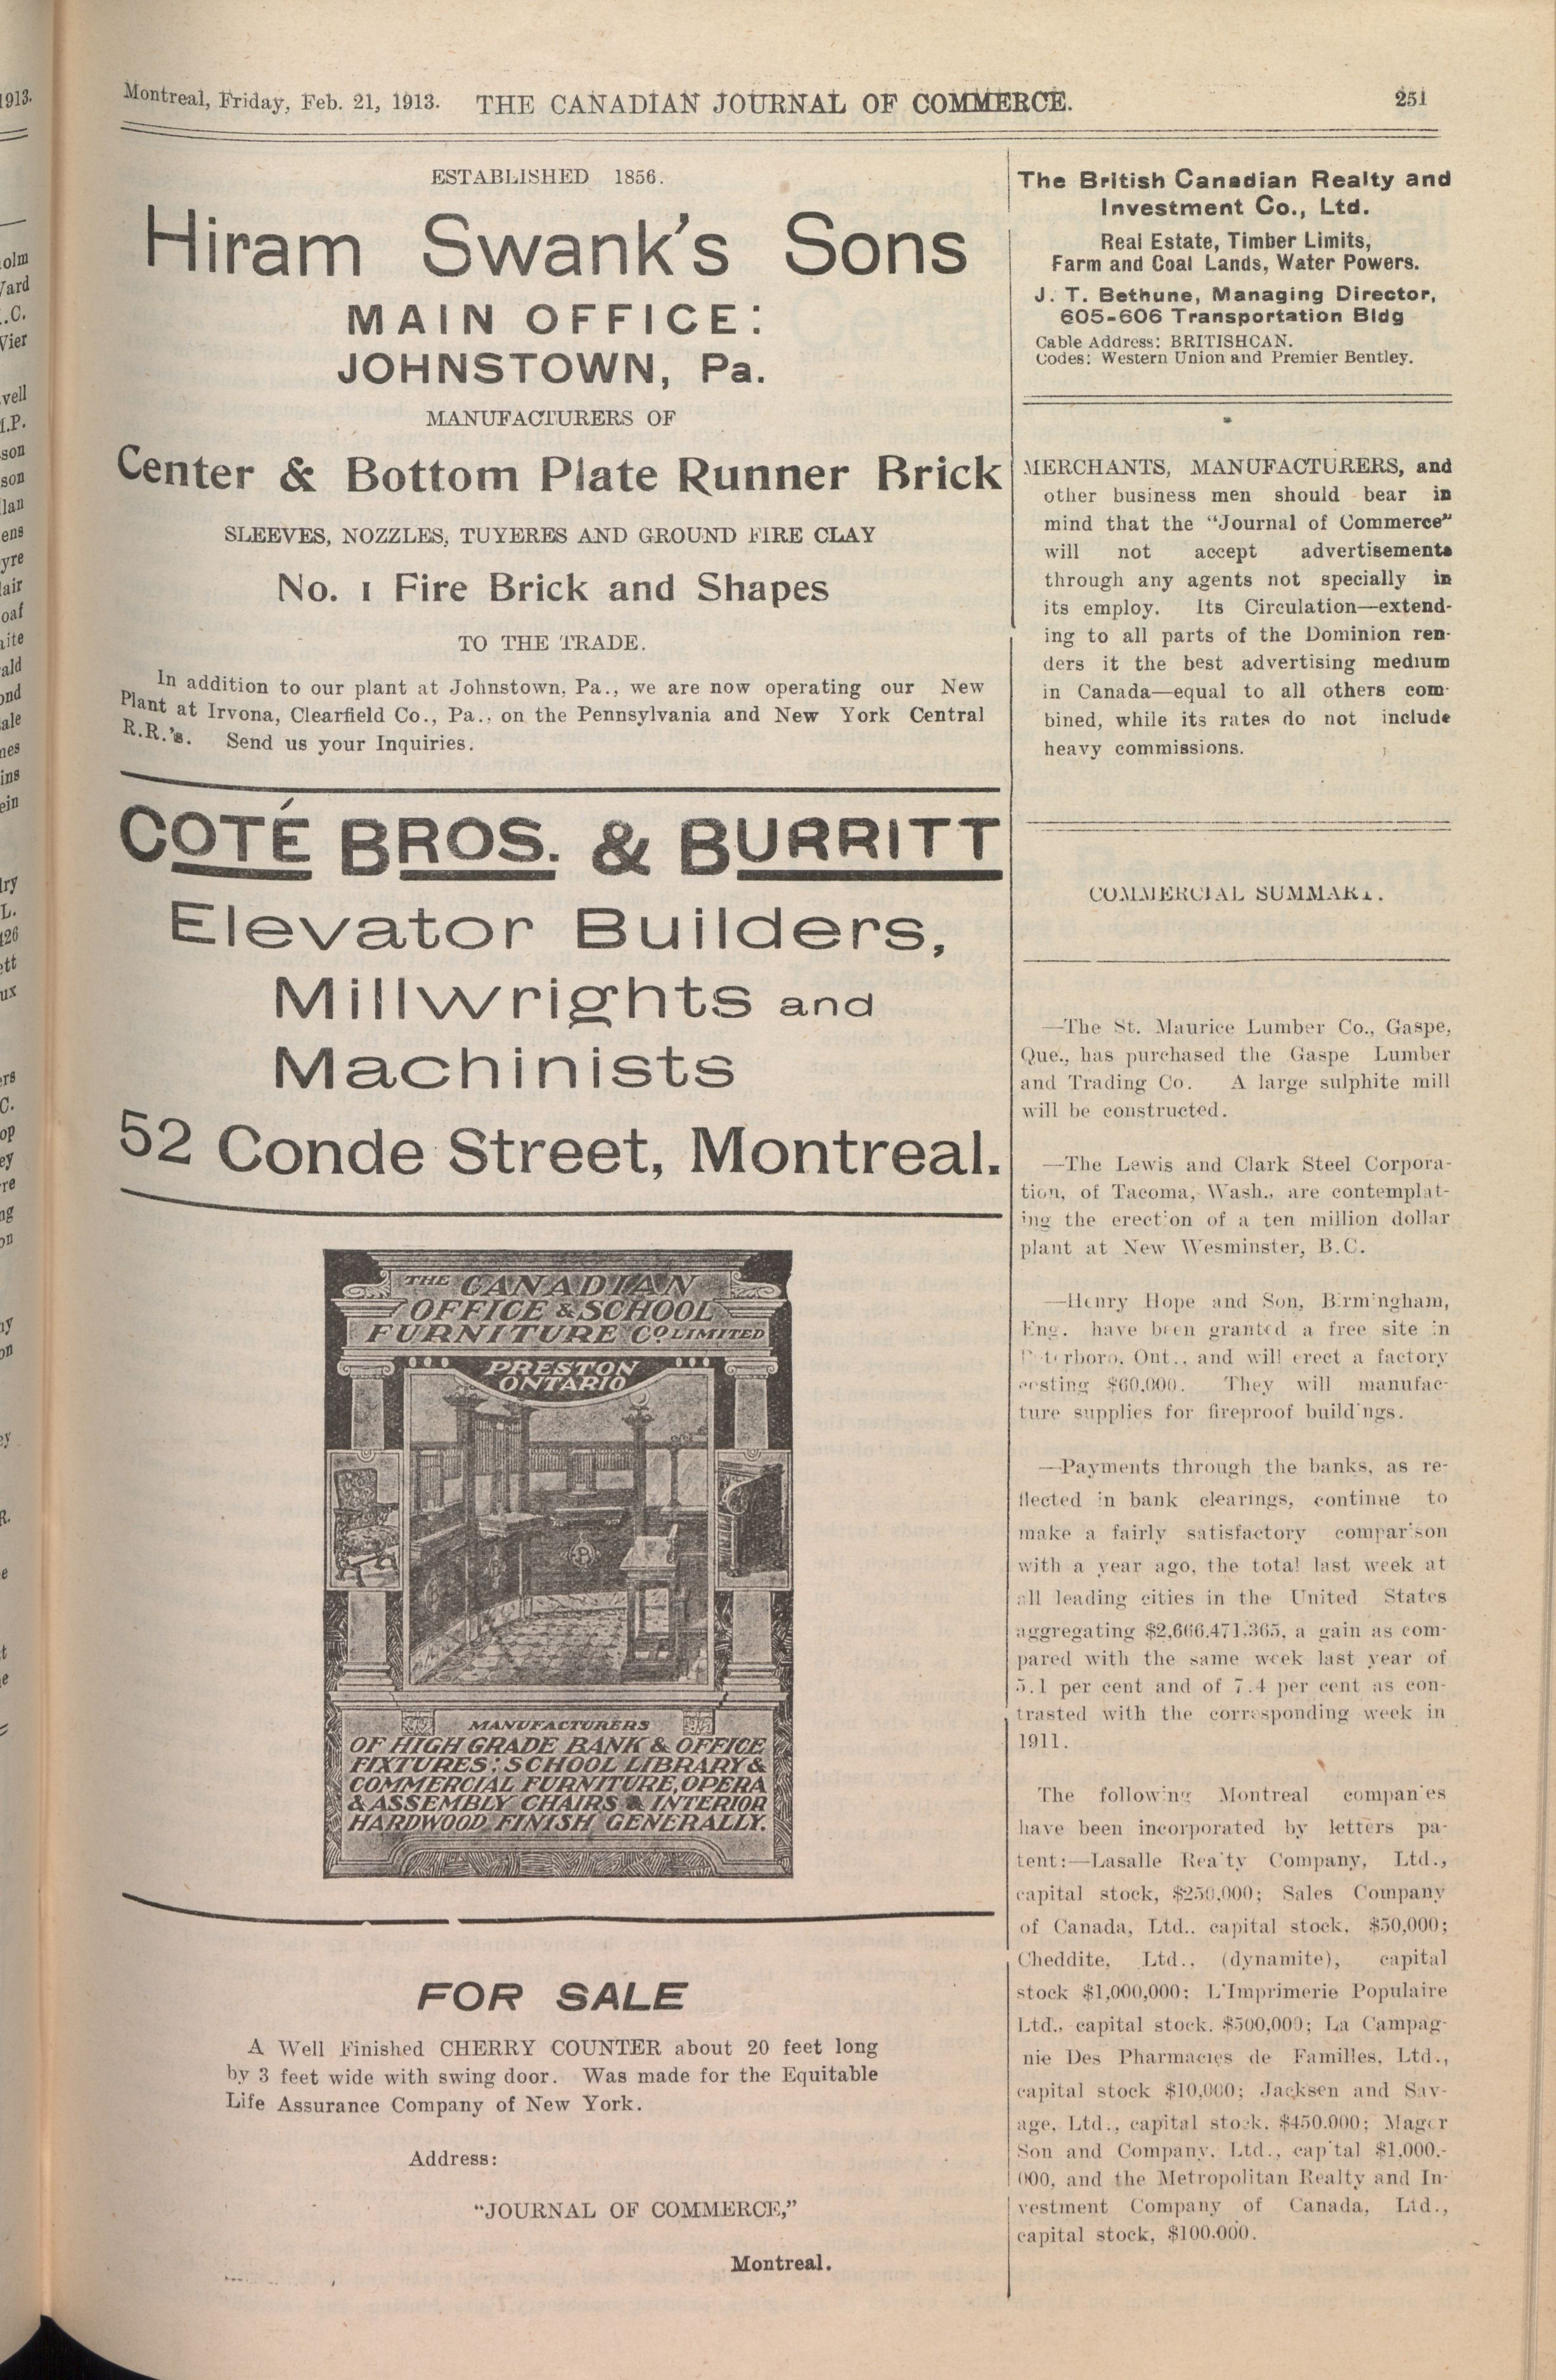 Montreal, Friday, Feb. 21, 1913. THE CANADIAN JOURNAL OF COMMERCE. 251
ESTABLISHED 1856.
Hiram Swank's Sons
MAIN OFFICE:
JOHNSTOWN, Pa.
MANUFACTURERS OF
Center & Bottom Plate Runner Brick
SLEEVES, NOZZLES, TUYERES AND GROUND FIRE CLAY
No. 1 Fire Brick and Shapes
TO THE TRADE.
In addition to our plant at Johnstown, Pa., we are now operating our New
Plant at Irvona, Clearfield Co., Pa., on the Pennsylvania and New York Central
R.R.'s. Send us your Inquiries.
COTÉ BROS. & BURRITT
Elevator Builders,
Millwrights and
Machinists
52 Conde Street, Montreal.
THE CANADIAN
OFFICE & SCHOOL
FURNITURE Co LIMITED
PRESTON
ONTARIO
MANUFACTURERS
OF HIGH GRADE BANK & OFFICE
FIXTURES; SCHOOL LIBRARY &
COMMERCIAL FURNITURE, OPERA
& ASSEMBLY CHAIRS & INTERIOR
HARDWOOD FINISH GENERALLY.
FOR SALE
A Well Finished CHERRY COUNTER about 20 feet long
by 3 feet wide with swing door. Was made for the Equitable
Life Assurance Company of New York.
Address:
"JOURNAL OF COMMERCE,"
Montreal.
The British Canadian Realty and
Investment Co., Ltd.
Real Estate, Timber Limits,
Farm and Coal Lands, Water Powers.
J. T. Bethune, Managing Director,
605-606 Transportation Bldg
Cable Address: BRITISHCAN.
Codes: Western Union and Premier Bentley.
MERCHANTS, MANUFACTURERS, and
other business men should bear in
mind that the "Journal of Commerce"
will not accept advertisements
through any agents not specially in
its employ. Its Circulation—extend-
ing to all parts of the Dominion ren-
ders it the best advertising medium
in Canada—equal to all others com-
bined, while its rates do not include
heavy commissions.
COMMERCIAL SUMMARY.
—The St. Maurice Lumber Co., Gaspe,
Que., has purchased the Gaspe Lumber
and Trading Co. A large sulphite mill
will be constructed.
—The Lewis and Clark Steel Corpora-
tion, of Tacoma, Wash., are contemplat-
ing the erection of a ten million dollar
plant at New Wesminster, B.C.
—Henry Hope and Son, Birmingham,
Eng. have been granted a free site in
Peterboro, Ont., and will erect a factory
costing $60,000. They will manufac-
ture supplies for fireproof buildings.
—Payments through the banks, as re-
flected in bank clearings, continue to
make a fairly satisfactory comparison
with a year ago, the total last week at
all leading cities in the United States
aggregating $2,666,471,365, a gain as com-
pared with the same week last year of
5.1 per cent and of 7.4 per cent as con-
trasted with the corresponding week in
1911.
The following Montreal companies
have been incorporated by letters pa-
tent:—Lasalle Realty Company, Ltd.,
capital stock, $250,000; Sales Company
of Canada, Ltd., capital stock, $50,000;
Cheddite, Ltd., (dynamite), capital
stock $1,000,000; L'Imprimerie Populaire
Ltd., capital stock, $500,000; La Campag-
nie Des Pharmacies de Familles, Ltd.,
capital stock $10,000; Jacksen and Sav-
age, Ltd., capital stock, $450.000; Mager
Son and Company, Ltd., capital $1,000,-
000, and the Metropolitan Realty and In-
vestment Company of Canada, Ltd.,
capital stock, $100.000.